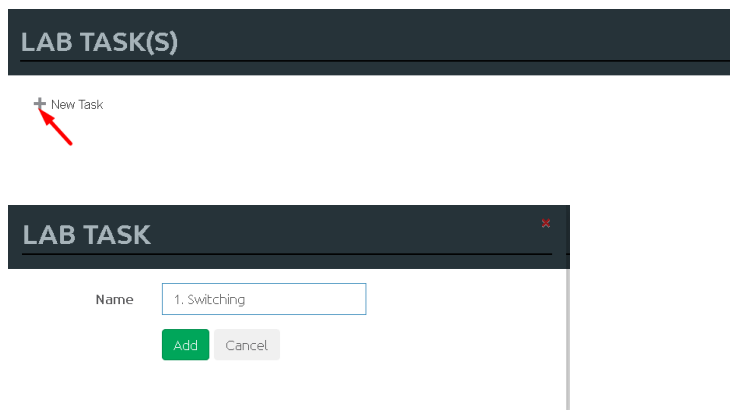 LAB TASK(S)
New Task
LAB TASK
Name
1. Switching
Add Cancel